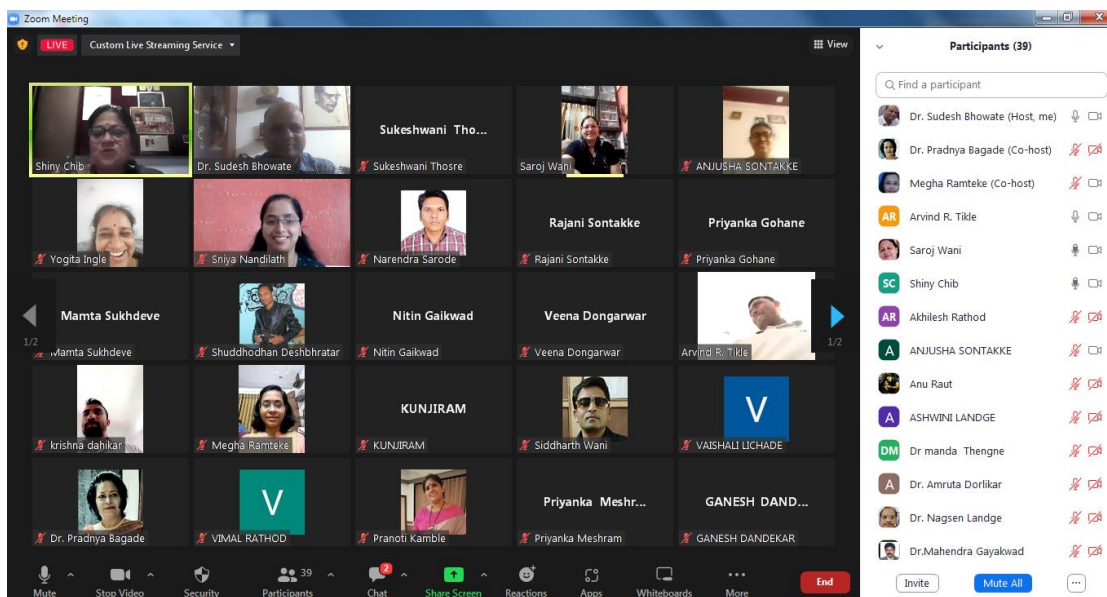 Zoom Meeting
LIVE Custom Live Streaming Service
View
Sukeshwani Tho...
Shiny Chib
Dr. Sudesh Bhowate
Sukeshwani Thosre
Saroj Wani
ANJUSHA SONTAKKE
Rajani Sontakke
Priyanka Gohane
Yogita Ingle
Sniya Nandilath
Narendra Sarode
Rajani Sontakke
Priyanka Gohane
Mamta Sukhdeve
Nitin Gaikwad
Veena Dongarwar
1/2
1/2
Mamta Sukhdeve
Shuddhodhan Deshbhratar
Nitin Gaikwad
Veena Dongarwar
Arvind R. Tikle
KUNJIRAM
V
krishna dahikar
Megha Ramteke
KUNJIRAM
Siddharth Wani
VAISHALI LICHADE
V
Priyanka Meshr...
GANESH DAND...
Dr. Pradnya Bagade
VIMAL RATHOD
Pranoti Kamble
Priyanka Meshram
GANESH DANDEKAR
39
2
Mute
Stop Video
Security
Participants
Chat
Share Screen
Reactions
Apps
Whiteboards
More
End
Participants (39)
Find a participant
Dr. Sudesh Bhowate (Host, me)
Dr. Pradnya Bagade (Co-host)
Megha Ramteke (Co-host)
AR Arvind R. Tikle
Saroj Wani
SC Shiny Chib
AR Akhilesh Rathod
A ANJUSHA SONTAKKE
Anu Raut
A ASHWINI LANDGE
DM Dr manda Thengne
A Dr. Amruta Dorlikar
Dr. Nagsen Landge
Dr.Mahendra Gayakwad
Invite
Mute All
...